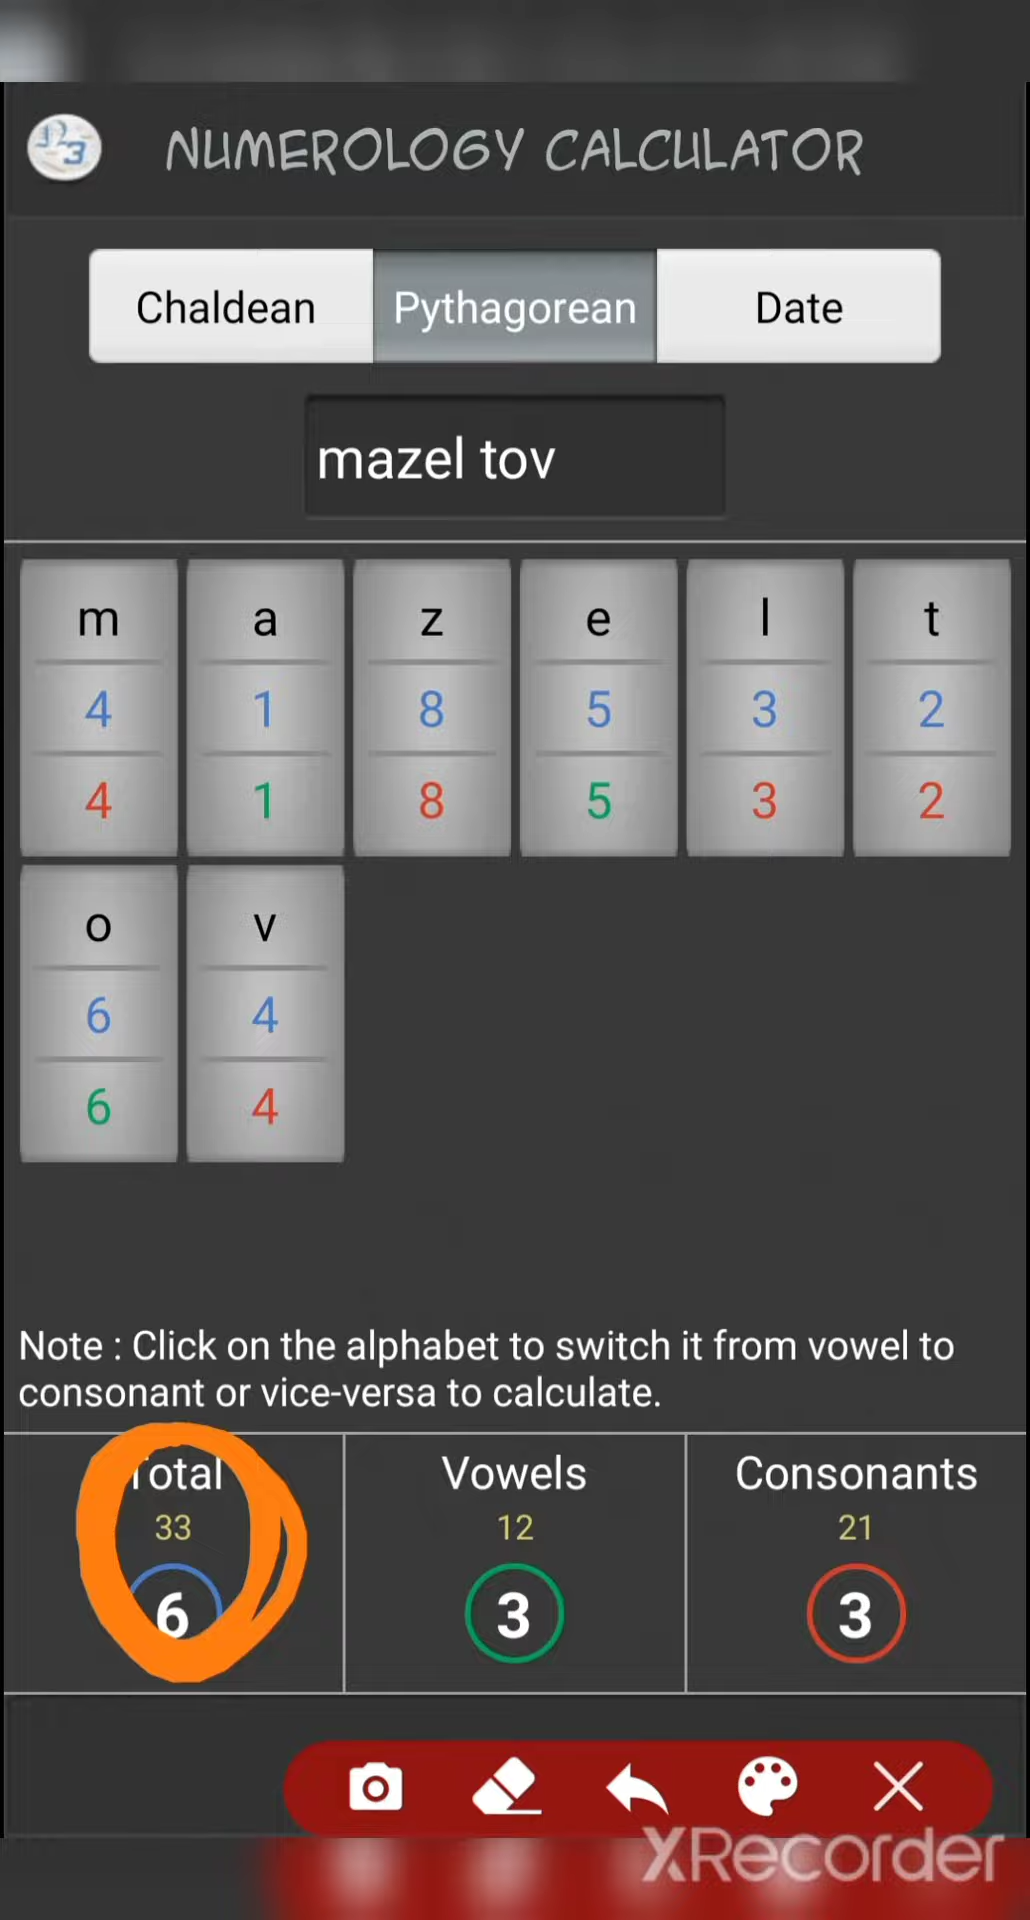 NUMEROLOGY CALCULATOR
Chaldean Pythagorean Date
mazel tov
m a z e l t
4 1 8 5 3 2
4 1 8 5 3 2
o v
6 4
6 4
Note : Click on the alphabet to switch it from vowel to
consonant or vice-versa to calculate.
Total Vowels Consonants
33 12 21
6 3 3
XRecorder